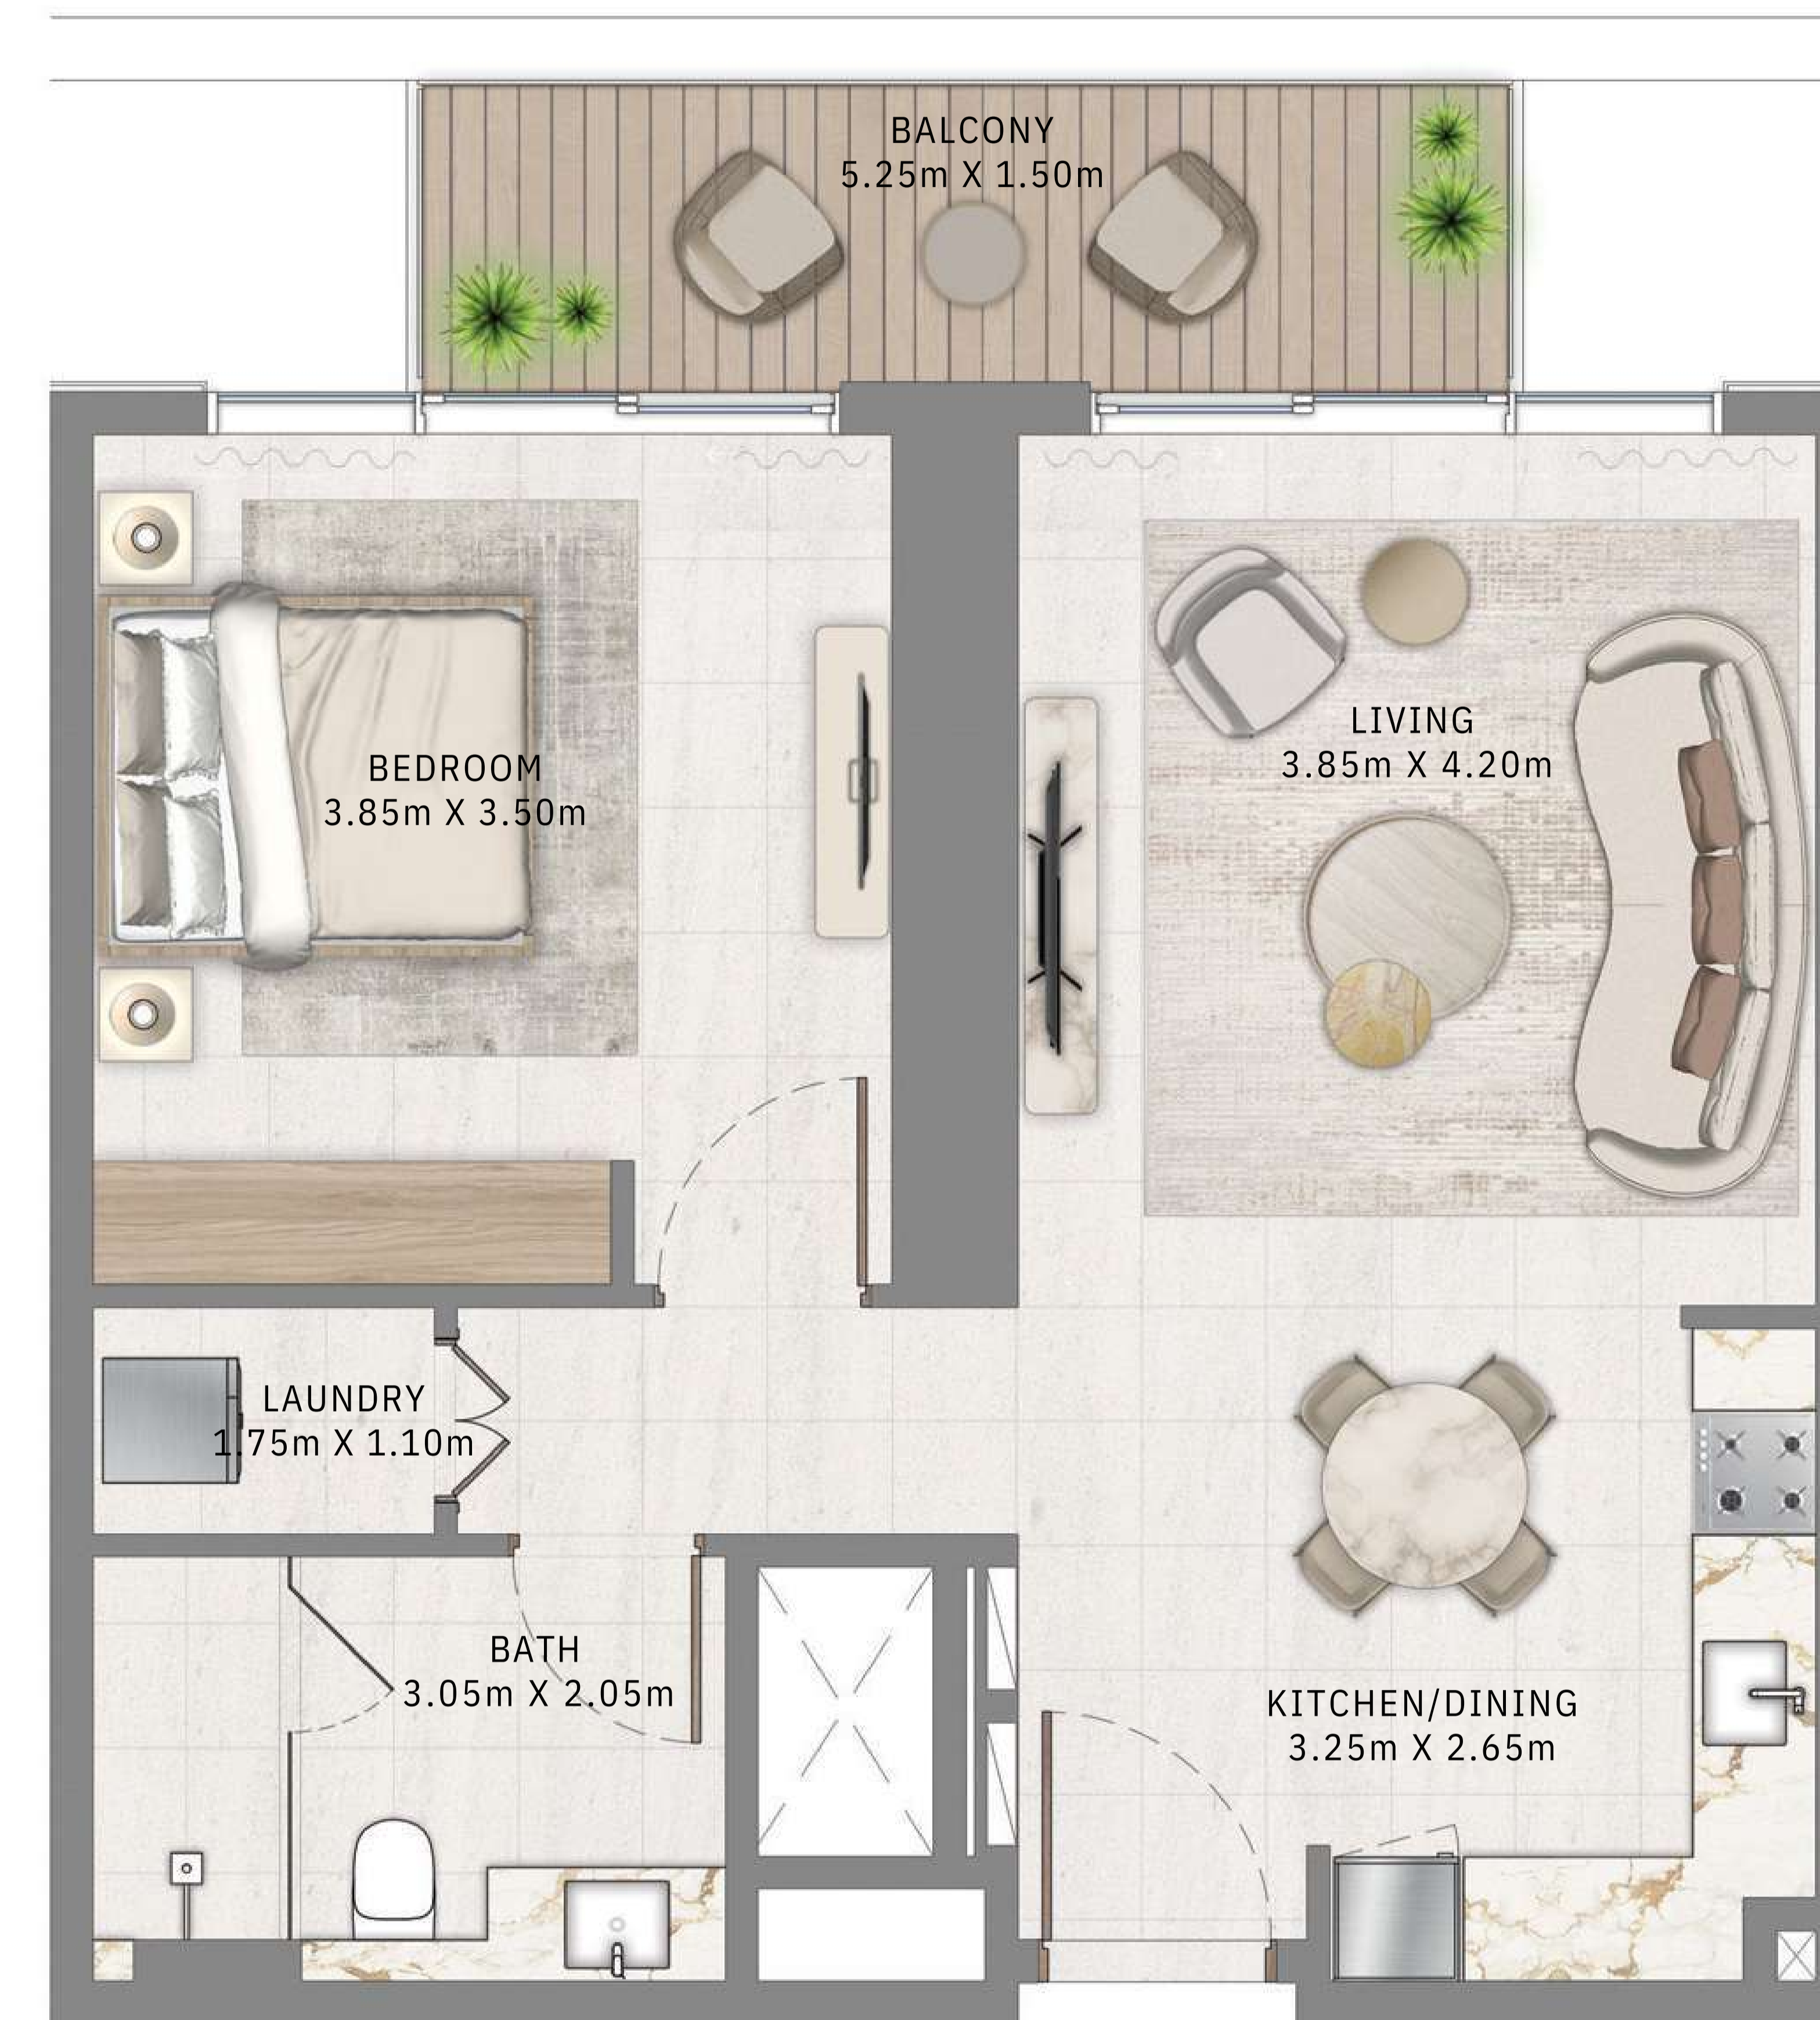 BALCONY
5.25m X 1.50m
BEDROOM
3.85m X 3.50m
LIVING
3.85m X 4.20m
LAUNDRY
1.75m X 1.10m
BATH
3.05m X 2.05m
KITCHEN/DINING
3.25m X 2.65m